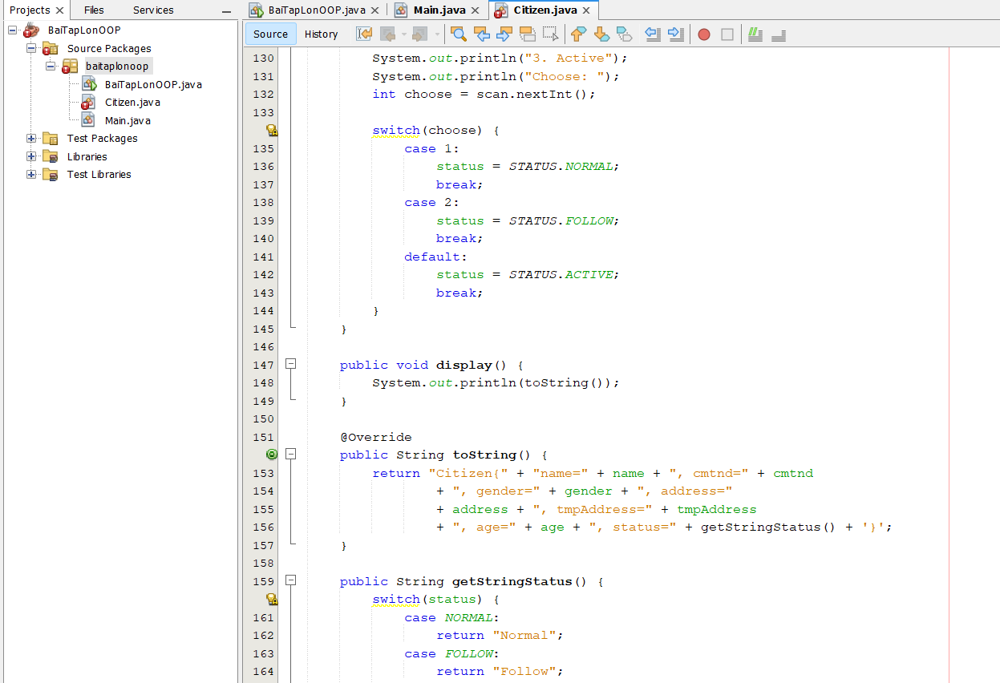 Projects Files Services
BaiTapLonOOP.java Main.java Citizen.java
Source History
BaiTapLonOOP
Source Packages
baitaplonoop
BaiTapLonOOP.java
Citizen.java
Main.java
Test Packages
Libraries
Test Libraries
130 System.out.println("3. Active");
131 System.out.println("Choose: ");
132 int choose = scan.nextInt();
133
switch(choose) {
135 case 1:
136 status = STATUS.NORMAL;
137 break;
138 case 2:
139 status = STATUS.FOLLOW;
140 break;
141 default:
142 status = STATUS.ACTIVE;
143 break;
144 }
145 }
146
147 public void display() {
148 System.out.println(toString());
149 }
150
151 @Override
public String toString() {
153 return "Citizen{" + "name=" + name + ", cmtnd=" + cmtnd
154 + ", gender=" + gender + ", address="
155 + address + ", tmpAddress=" + tmpAddress
156 + ", age=" + age + ", status=" + getStringStatus() + '}';
157 }
158
159 public String getStringStatus() {
switch(status) {
161 case NORMAL:
162 return "Normal";
163 case FOLLOW:
164 return "Follow";